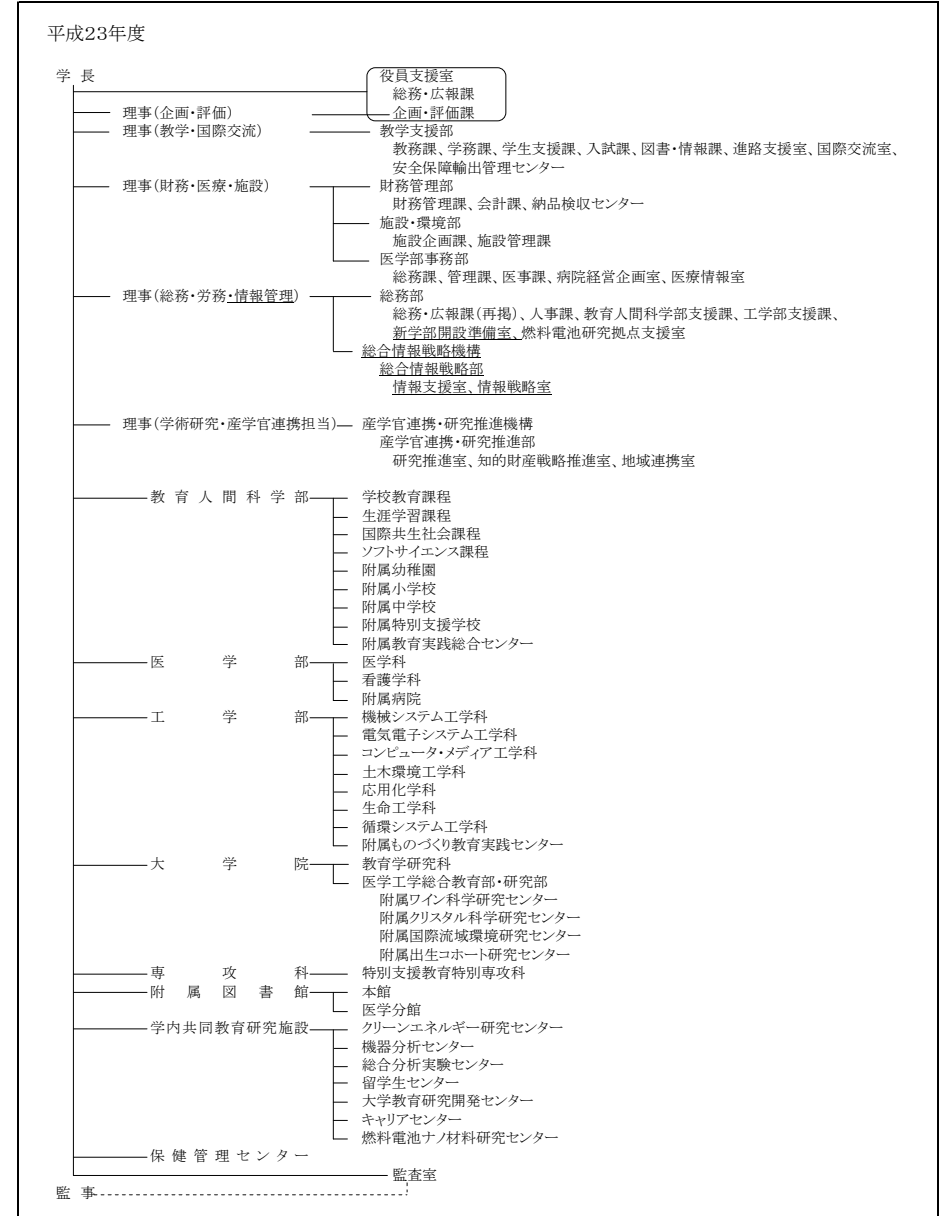 平成23年度
学 長
役員支援室
総務・広報課
理事(企画・評価) 企画・評価課
理事(教学・国際交流) 教学支援部
教務課、学務課、学生支援課、入試課、図書・情報課、進路支援室、国際交流室、
安全保障輸出管理センター
理事(財務・医療・施設) 財務管理部
財務管理課、会計課、納品検収センター
施設・環境部
施設企画課、施設管理課
医学部事務部
総務課、管理課、医事課、病院経営企画室、医療情報室
理事(総務・労務・情報管理) 総務部
総務・広報課(再掲)、人事課、教育人間科学部支援課、工学部支援課、
新学部開設準備室、燃料電池研究拠点支援室
総合情報戦略機構
総合情報戦略部
情報支援室、情報戦略室
理事(学術研究・産学官連携担当) 産学官連携・研究推進機構
産学官連携・研究推進部
研究推進室、知的財産戦略推進室、地域連携室
教育人間科学部 学校教育課程
生涯学習課程
国際共生社会課程
ソフトサイエンス課程
附属幼稚園
附属小学校
附属中学校
附属特別支援学校
附属教育実践総合センター
医学部 医学科
看護学科
附属病院
工学部 機械システム工学科
電気電子システム工学科
コンピュータ・メディア工学科
土木環境工学科
応用化学科
生命工学科
循環システム工学科
附属ものづくり教育実践センター
大学院 教育学研究科
医学工学総合教育部・研究部
附属ワイン科学研究センター
附属クリスタル科学研究センター
附属国際流域環境研究センター
附属出生コホート研究センター
専攻科 特別支援教育特別専攻科
附属図書館 本館
医学分館
学内共同教育研究施設 クリーンエネルギー研究センター
機器分析センター
総合分析実験センター
留学生センター
大学教育研究開発センター
キャリアセンター
燃料電池ナノ材料研究センター
保健管理センター
監査室
監 事